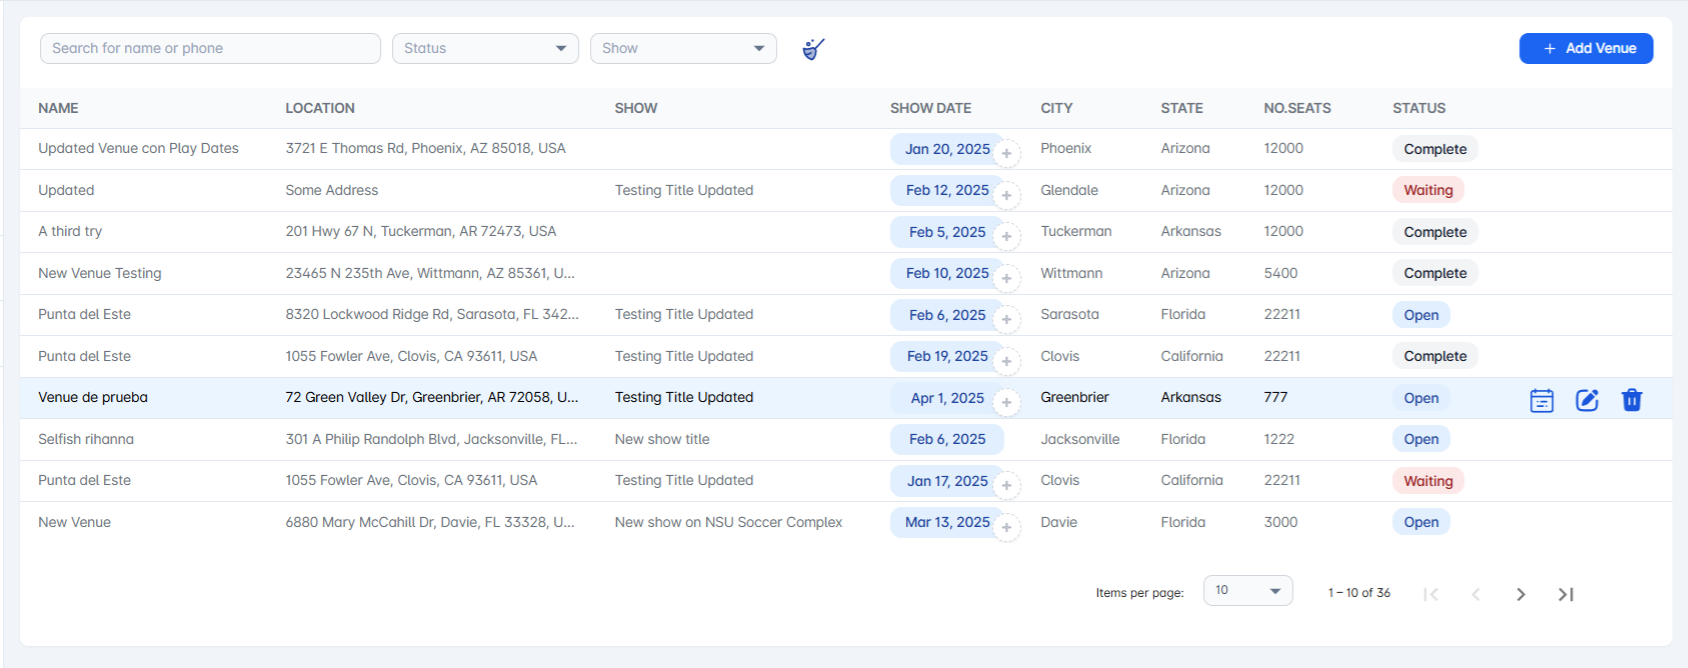 Search for name or phone Status Show + Add Venue
NAME LOCATION SHOW SHOW DATE CITY STATE NO.SEATS STATUS
Updated Venue con Play Dates 3721 E Thomas Rd, Phoenix, AZ 85018, USA Jan 20, 2025 + Phoenix Arizona 12000 Complete
Updated Some Address Testing Title Updated Feb 12, 2025 + Glendale Arizona 12000 Waiting
A third try 201 Hwy 67 N, Tuckerman, AR 72473, USA Feb 5, 2025 + Tuckerman Arkansas 12000 Complete
New Venue Testing 23465 N 235th Ave, Wittmann, AZ 85361, U... Feb 10, 2025 + Wittmann Arizona 5400 Complete
Punta del Este 8320 Lockwood Ridge Rd, Sarasota, FL 342... Testing Title Updated Feb 6, 2025 + Sarasota Florida 22211 Open
Punta del Este 1055 Fowler Ave, Clovis, CA 93611, USA Testing Title Updated Feb 19, 2025 + Clovis California 22211 Complete
Venue de prueba 72 Green Valley Dr, Greenbrier, AR 72058, U... Testing Title Updated Apr 1, 2025 + Greenbrier Arkansas 777 Open
Selfish rihanna 301 A Philip Randolph Blvd, Jacksonville, FL... New show title Feb 6, 2025 Jacksonville Florida 1222 Open
Punta del Este 1055 Fowler Ave, Clovis, CA 93611, USA Testing Title Updated Jan 17, 2025 + Clovis California 22211 Waiting
New Venue 6880 Mary McCahill Dr, Davie, FL 33328, U... New show on NSU Soccer Complex Mar 13, 2025 + Davie Florida 3000 Open
Items per page: 10 1 – 10 of 36